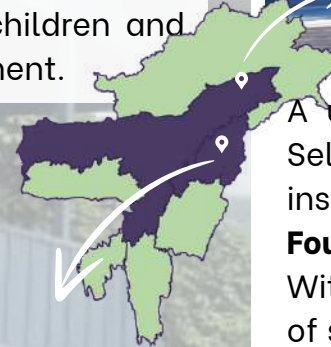 children and
ment.
A u
Sel
ins
Fou
Wit
of s